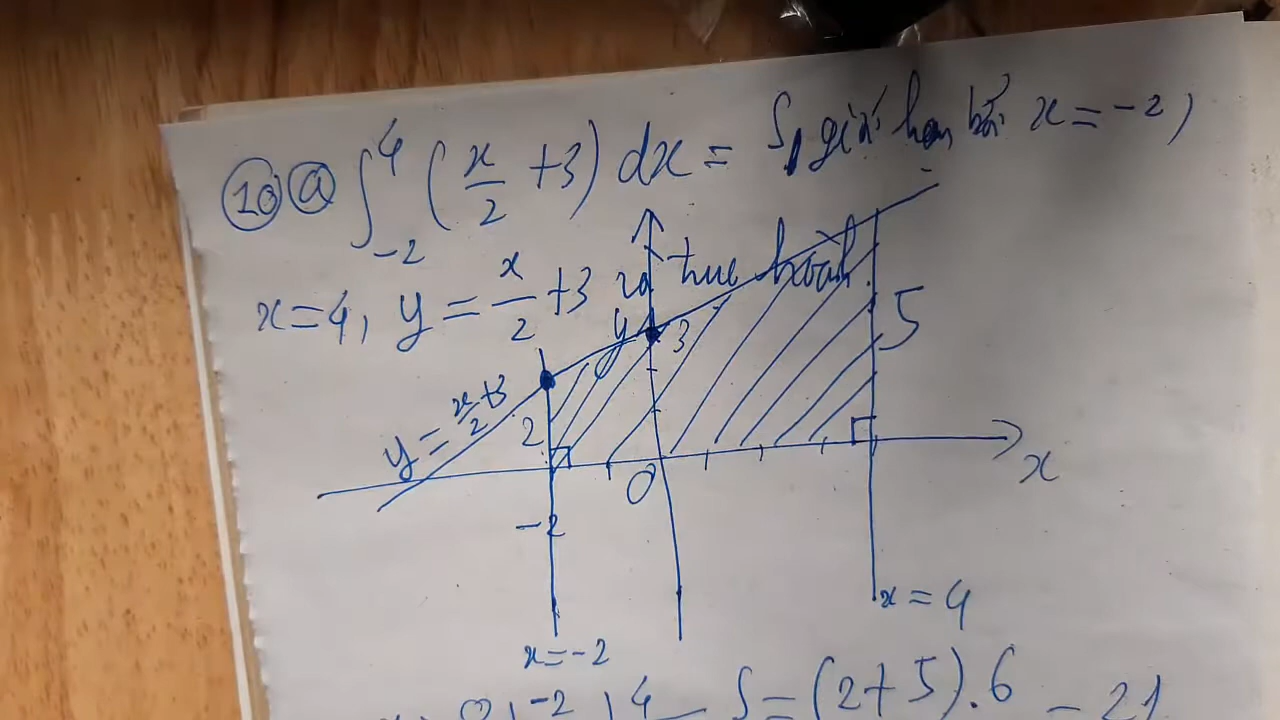 10 a ∫_{-2}^{4} (x/2 + 3) dx = S, giới hạn bởi x = -2,
x = 4, y = x/2 + 3 và trục hoành
y
3
5
y = x/2 + 3
2
O
x
-2
x = 4
x = -2
S = (2+5).6 = 21